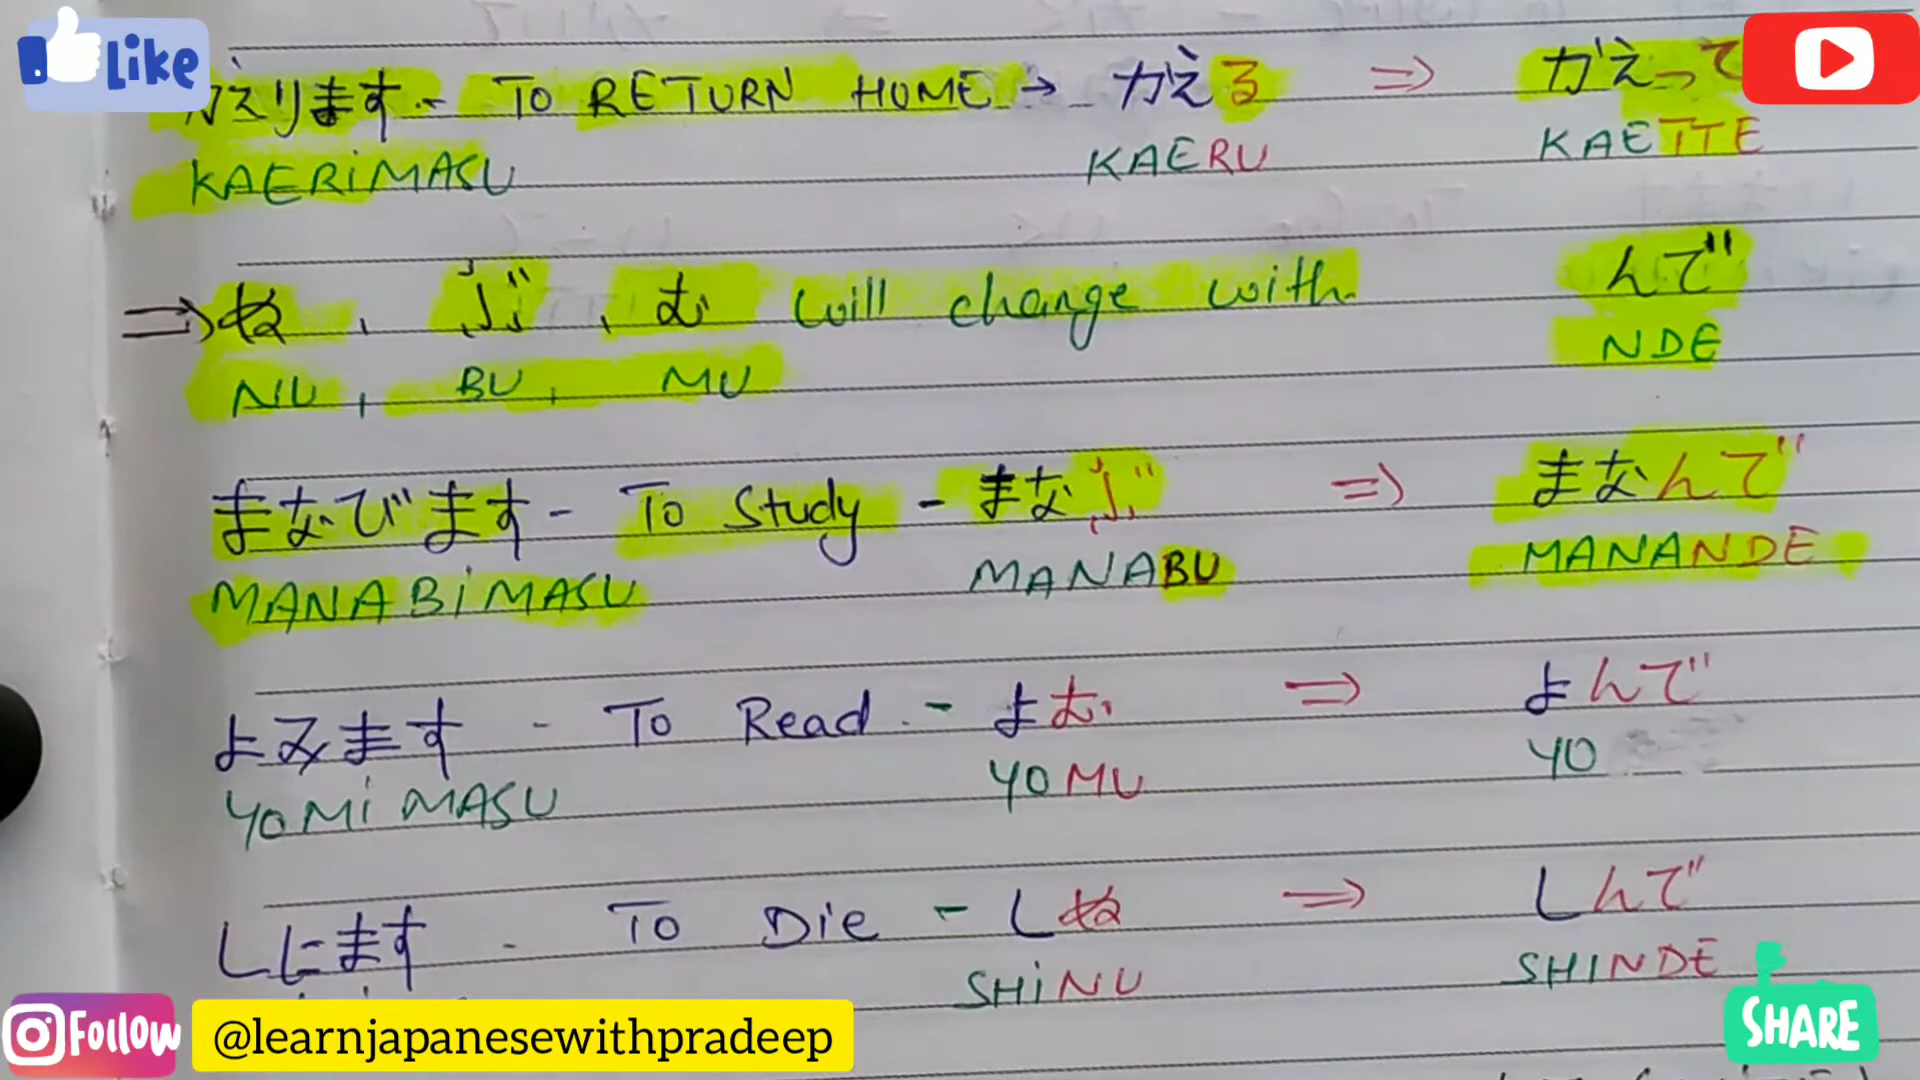 Like
かえります - TO RETURN HOME → かえる ⇒ かえって
KAERiMASU KAERU KAETTE
⇒ ぬ, ぶ, む will change with んで
NU, BU, MU NDE
まなびます - To Study - まなぶ ⇒ まなんで
MANABiMASU MANABU MANANDE
よみます - To Read - よむ ⇒ よんで
YOMiMASU YOMU YO
しにます - To Die - しぬ ⇒ しんで
SHiNU SHINDE
Follow @learnjapanesewithpradeep SHARE